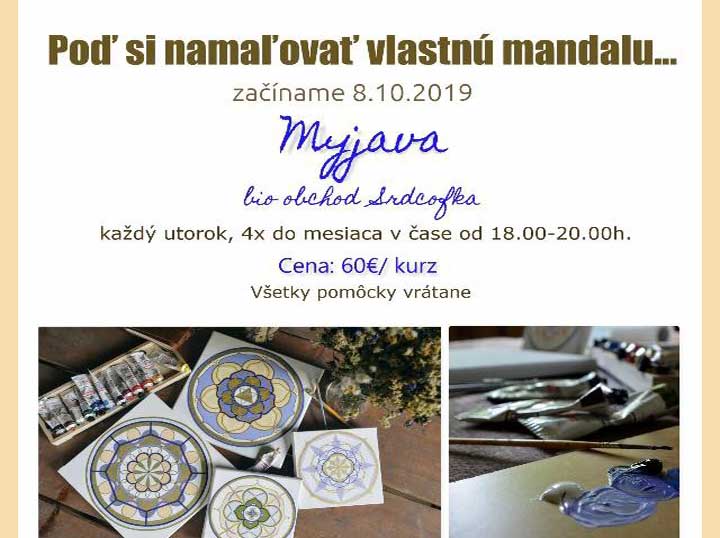 Poď si namaľovať vlastnú mandalu...
začíname 8.10.2019
Myjava
bio obchod Srdcofka
každý utorok, 4x do mesiaca v čase od 18.00-20.00h.
Cena: 60€/ kurz
Všetky pomôcky vrátane